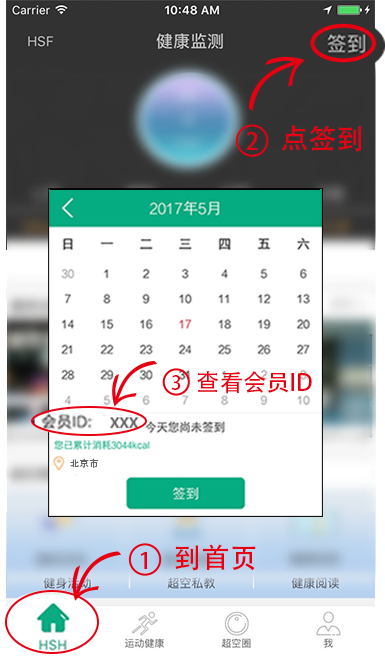 Carrier 10:48 AM
HSF 健康监测 签到
② 点签到
2017年5月
日 一 二 三 四 五 六
30 1 2 3 4 5 6
7 8 9 10 11 12 13
14 15 16 17 18 19 20
21 22 23 24 25 26 27
28 29 30 31 1 2 3
4 5 6 7 8 9 10
③ 查看会员ID
会员ID: XXX 今天您尚未签到
您已累计消耗3044kcal
北京市
签到
① 到首页
健身活动 超空私教 健康阅读
HSH 运动健康 超空圈 我